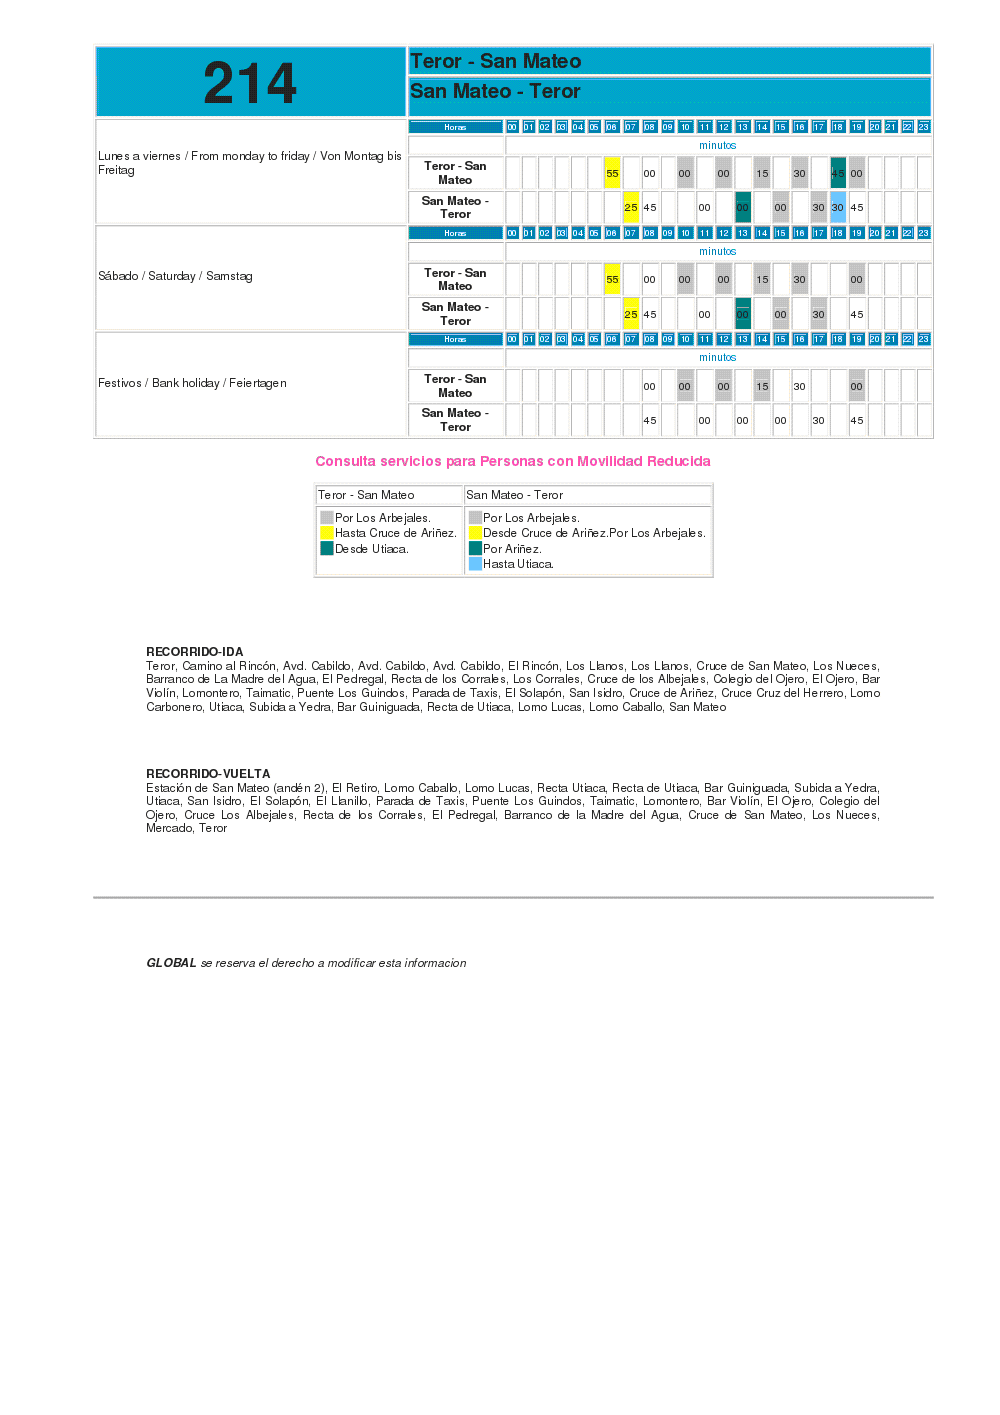 214
Teror - San Mateo
San Mateo - Teror
Lunes a viernes / From monday to friday / Von Montag bis
Freitag
Horas 00 01 02 03 04 05 06 07 08 09 10 11 12 13 14 15 16 17 18 19 20 21 22 23
minutos
Teror - San
Mateo
55 00 00 00 15 30 45 00
San Mateo -
Teror
25 45 00 00 00 30 30 45
Sábado / Saturday / Samstag
Horas 00 01 02 03 04 05 06 07 08 09 10 11 12 13 14 15 16 17 18 19 20 21 22 23
minutos
Teror - San
Mateo
55 00 00 00 15 30 00
San Mateo -
Teror
25 45 00 00 00 30 45
Festivos / Bank holiday / Feiertagen
Horas 00 01 02 03 04 05 06 07 08 09 10 11 12 13 14 15 16 17 18 19 20 21 22 23
minutos
Teror - San
Mateo
00 00 00 15 30 00
San Mateo -
Teror
45 00 00 00 30 45
Consulta servicios para Personas con Movilidad Reducida
Teror - San Mateo
San Mateo - Teror
Por Los Arbejales.
Hasta Cruce de Ariñez.
Desde Utiaca.
Por Los Arbejales.
Desde Cruce de Ariñez.Por Los Arbejales.
Por Ariñez.
Hasta Utiaca.
RECORRIDO-IDA
Teror, Camino al Rincón, Avd. Cabildo, Avd. Cabildo, Avd. Cabildo, El Rincón, Los Llanos, Los Llanos, Cruce de San Mateo, Los Nueces,
Barranco de La Madre del Agua, El Pedregal, Recta de los Corrales, Los Corrales, Cruce de los Albejales, Colegio del Ojero, El Ojero, Bar
Violín, Lomontero, Taimatic, Puente Los Guindos, Parada de Taxis, El Solapón, San Isidro, Cruce de Ariñez, Cruce Cruz del Herrero, Lomo
Carbonero, Utiaca, Subida a Yedra, Bar Guiniguada, Recta de Utiaca, Lomo Lucas, Lomo Caballo, San Mateo
RECORRIDO-VUELTA
Estación de San Mateo (andén 2), El Retiro, Lomo Caballo, Lomo Lucas, Recta Utiaca, Recta de Utiaca, Bar Guiniguada, Subida a Yedra,
Utiaca, San Isidro, El Solapón, El Llanillo, Parada de Taxis, Puente Los Guindos, Taimatic, Lomontero, Bar Violín, El Ojero, Colegio del
Ojero, Cruce Los Albejales, Recta de los Corrales, El Pedregal, Barranco de la Madre del Agua, Cruce de San Mateo, Los Nueces,
Mercado, Teror
GLOBAL se reserva el derecho a modificar esta informacion